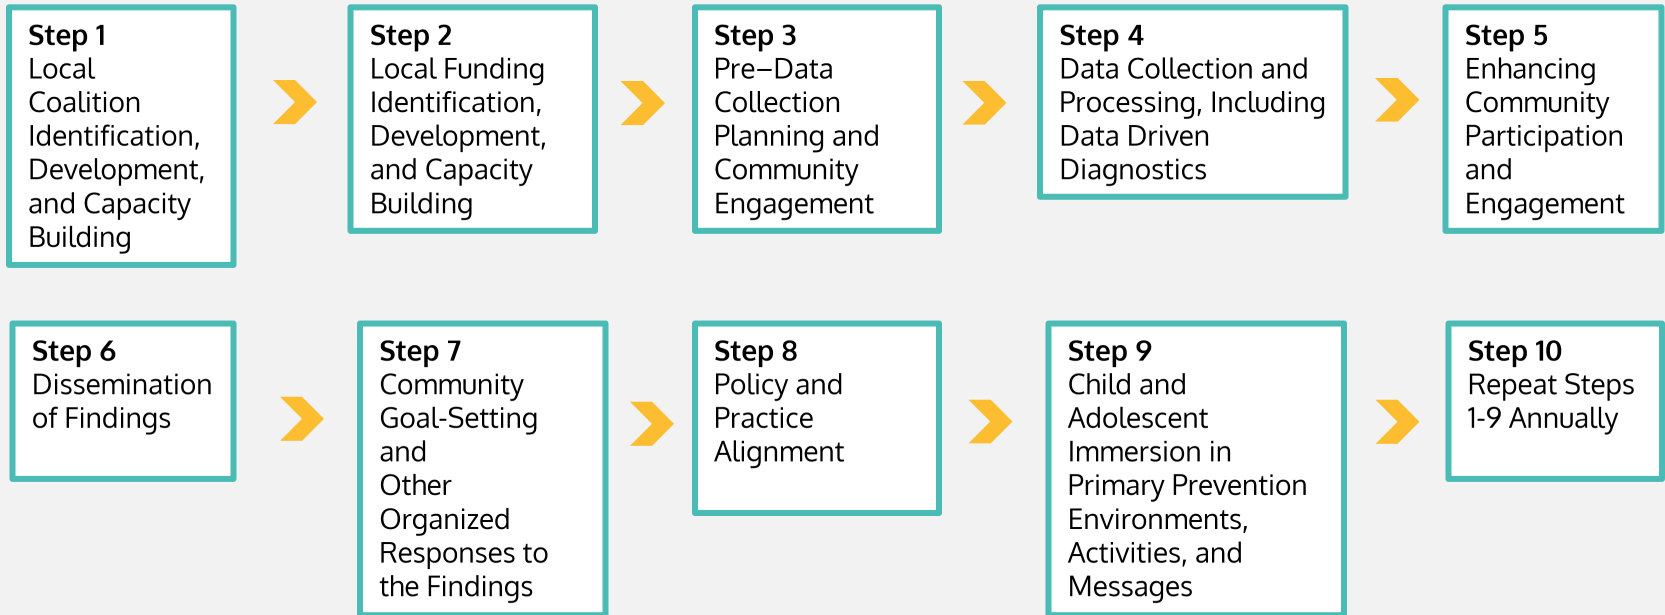 Step 1
Local
Coalition
Identification,
Development,
and Capacity
Building
Step 2
Local Funding
Identification,
Development,
and Capacity
Building
Step 3
Pre–Data
Collection
Planning and
Community
Engagement
Step 4
Data Collection and
Processing, Including
Data Driven
Diagnostics
Step 5
Enhancing
Community
Participation
and
Engagement
Step 6
Dissemination
of Findings
Step 7
Community
Goal-Setting
and
Other
Organized
Responses to
the Findings
Step 8
Policy and
Practice
Alignment
Step 9
Child and
Adolescent
Immersion in
Primary Prevention
Environments,
Activities, and
Messages
Step 10
Repeat Steps
1-9 Annually